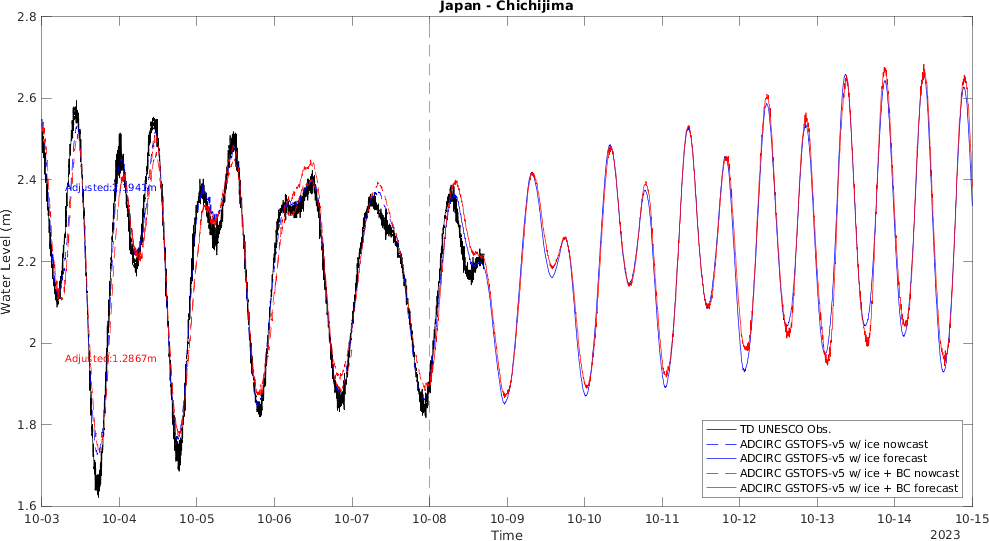 Japan - Chichijima
2.8
2.6
2.4
2.2
2
1.8
1.6
Water Level (m)
Adjusted:1.2867m
TD UNESCO Obs.
ADCIRC GSTOFS-v5 w/ ice nowcast
ADCIRC GSTOFS-v5 w/ ice forecast
ADCIRC GSTOFS-v5 w/ ice + BC nowcast
ADCIRC GSTOFS-v5 w/ ice + BC forecast
10-03 10-04 10-05 10-06 10-07 10-08 10-09 10-10 10-11 10-12 10-13 10-14 10-15
Time
2023